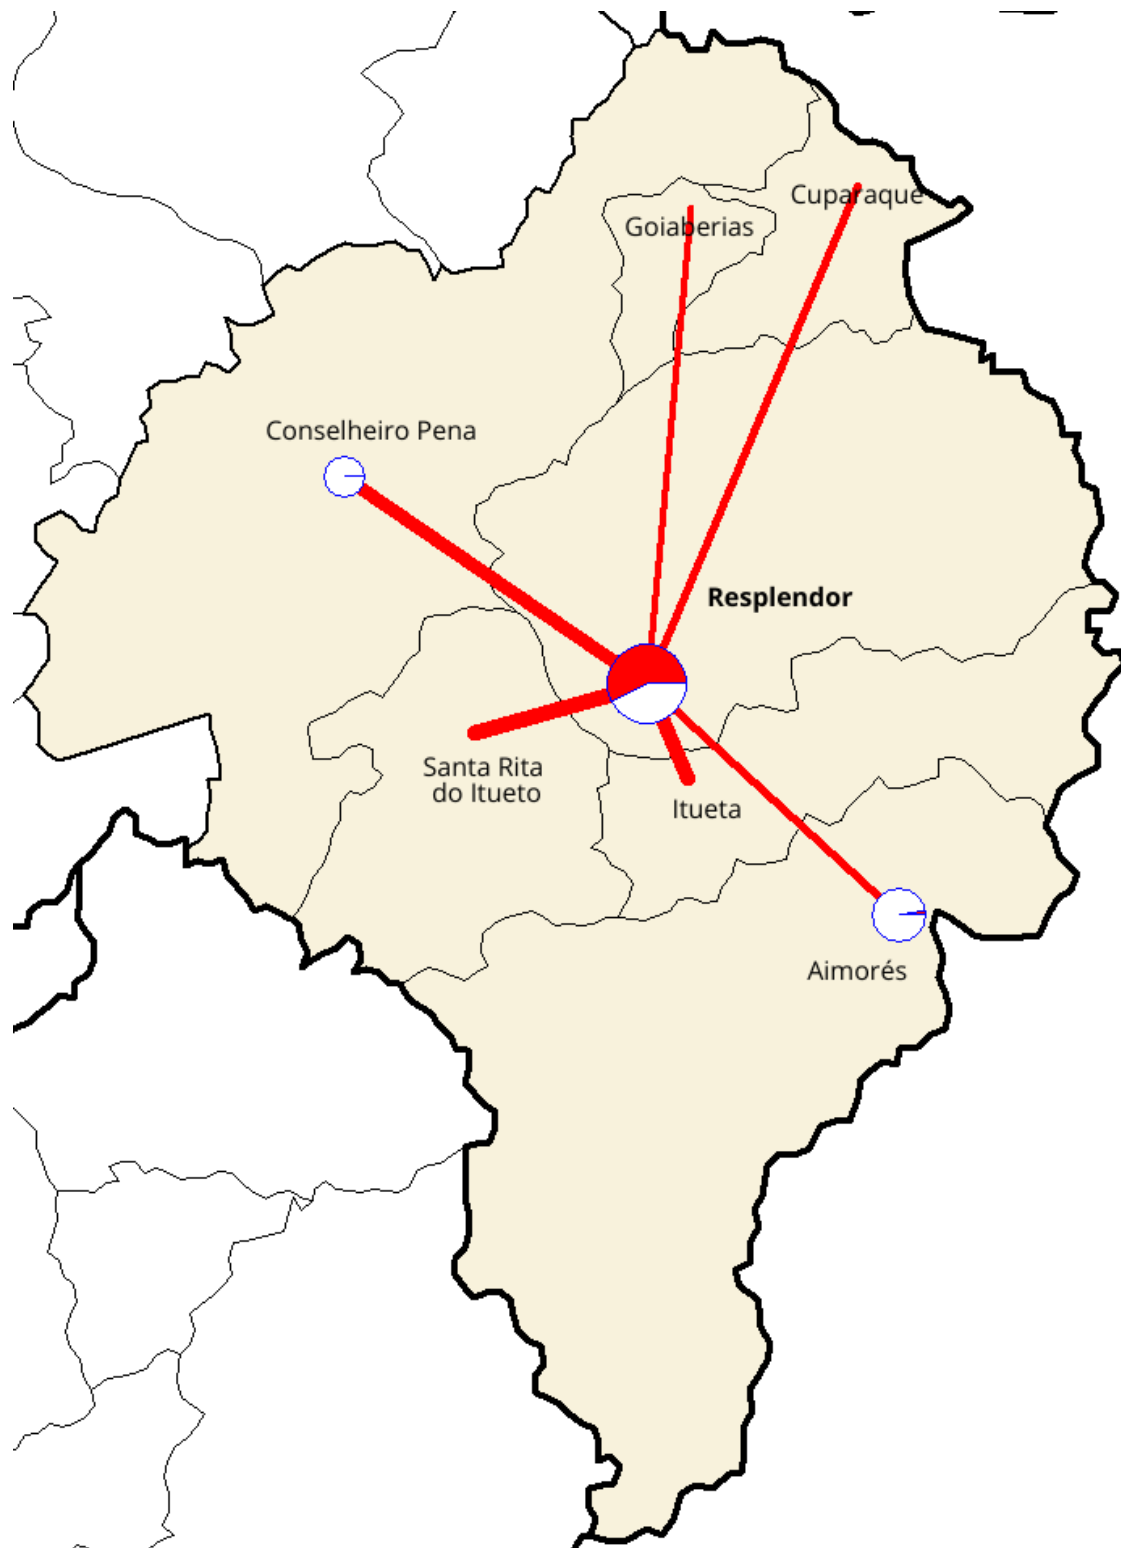 Cuparaque
Goiaberias
Conselheiro Pena
Resplendor
Santa Rita
do Itueto
Itueta
Aimorés